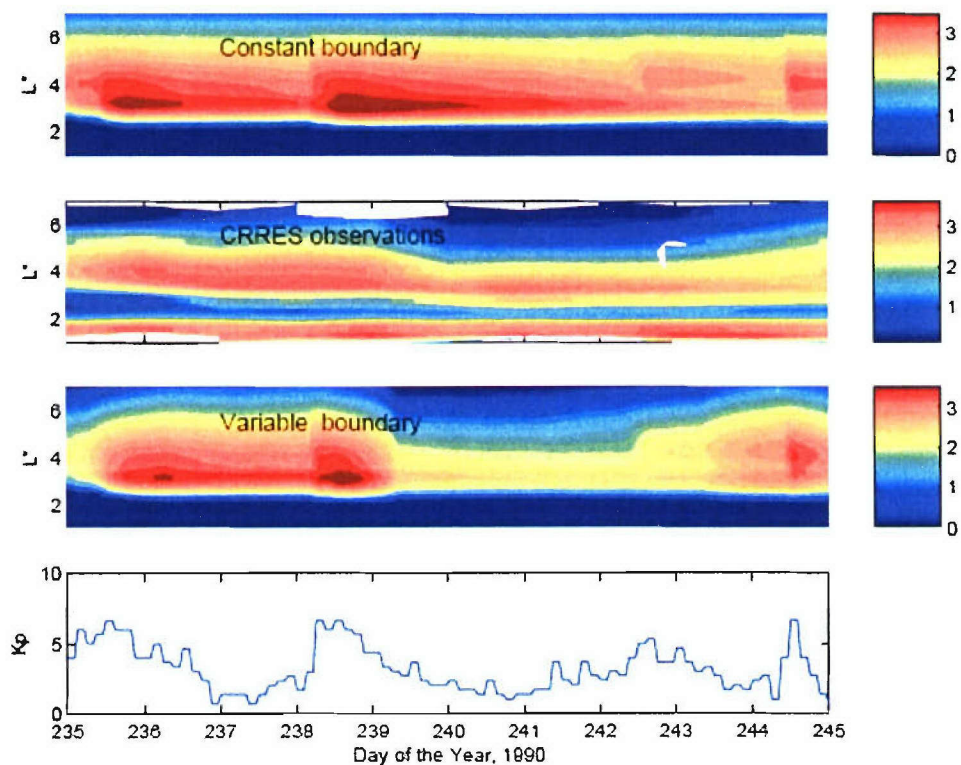 Constant boundary
L*
6
4
2
3
2
1
0
CRRES observations
L*
6
4
2
3
2
1
Variable boundary
L*
6
4
2
3
2
1
0
Kp
10
5
0
235 236 237 238 239 240 241 242 243 244 245
Day of the Year, 1990